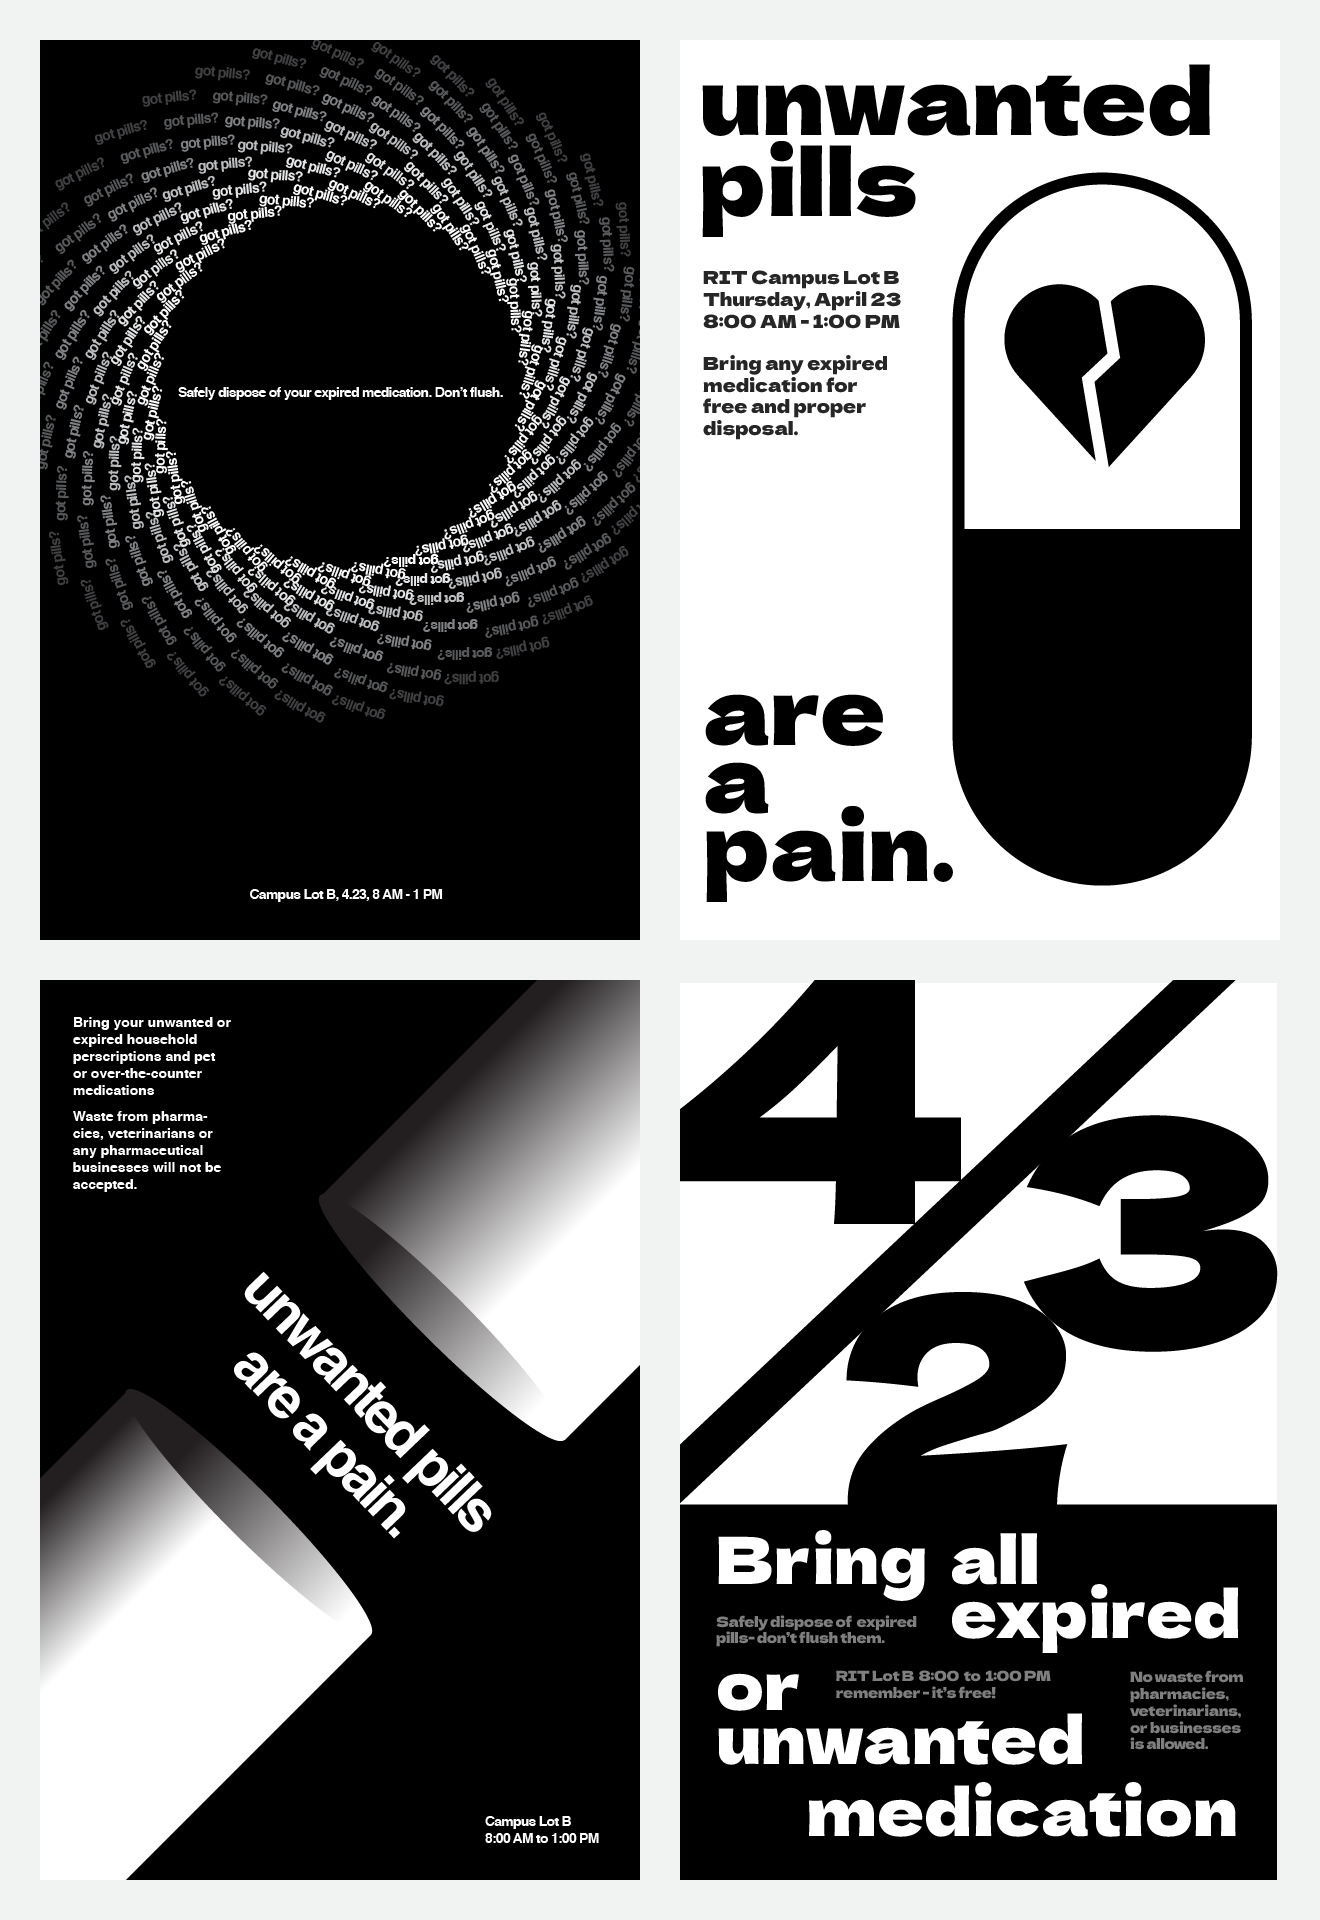 got pills?
Safely dispose of your expired medication. Don't flush.
Campus Lot B, 4.23, 8 AM - 1 PM
unwanted
pills
RIT Campus Lot B
Thursday, April 23
8:00 AM - 1:00 PM
Bring any expired
medication for
free and proper
disposal.
are
a
pain.
Bring your unwanted or
expired household
perscriptions and pet
or over-the-counter
medications
Waste from pharma-
cies, veterinarians or
any pharmaceutical
businesses will not be
accepted.
unwanted pills
are a pain.
Campus Lot B
8:00 AM to 1:00 PM
4/23
Bring all
expired
Safely dispose of expired
pills- don't flush them.
or
RIT Lot B 8:00 to 1:00 PM
remember - it's free!
No waste from
pharmacies,
veterinarians,
or businesses
is allowed.
unwanted
medication